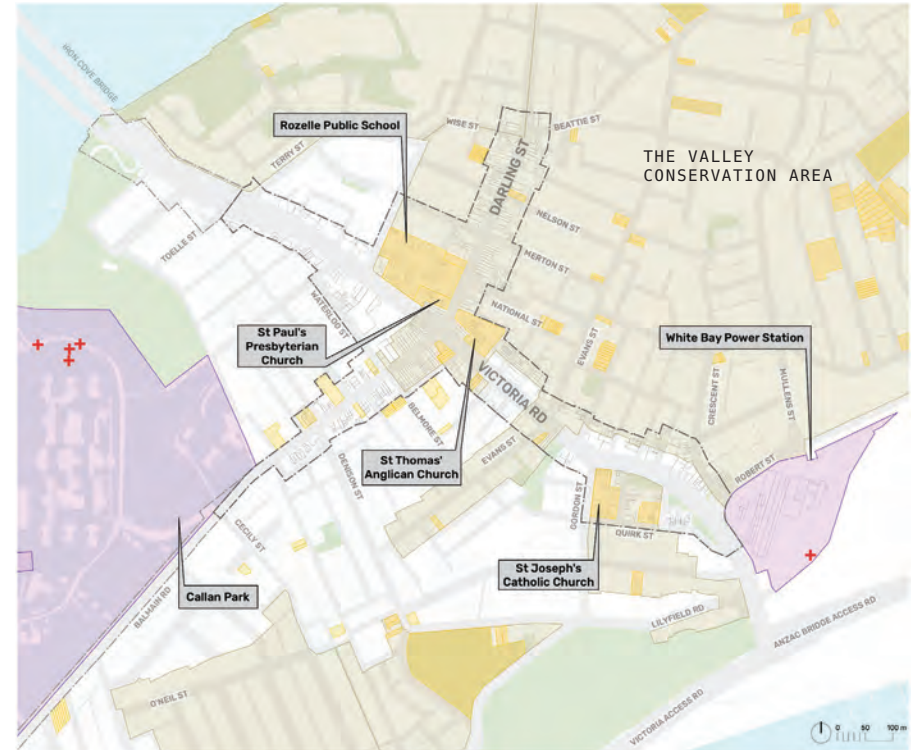 IRON COVE BRIDGE
Rozelle Public School
WISE ST
BEATTIE ST
TERRY ST
DARLING ST
THE VALLEY
CONSERVATION AREA
NELSON ST
TOELLE ST
MERTON ST
WATERLOO ST
NATIONAL ST
St Paul's
Presbyterian
Church
EVANS ST
White Bay Power Station
VICTORIA RD
CRESCENT ST
MULLENS ST
BELMORE ST
EVANS ST
St Thomas'
Anglican Church
DENISON ST
ROBERT ST
GORDON ST
CECILY ST
QUIRK ST
St Joseph's
Catholic Church
Callan Park
BALMAIN RD
LILYFIELD RD
ANZAC BRIDGE ACCESS RD
O'NEIL ST
VICTORIA ACCESS RD
0 50 100 m